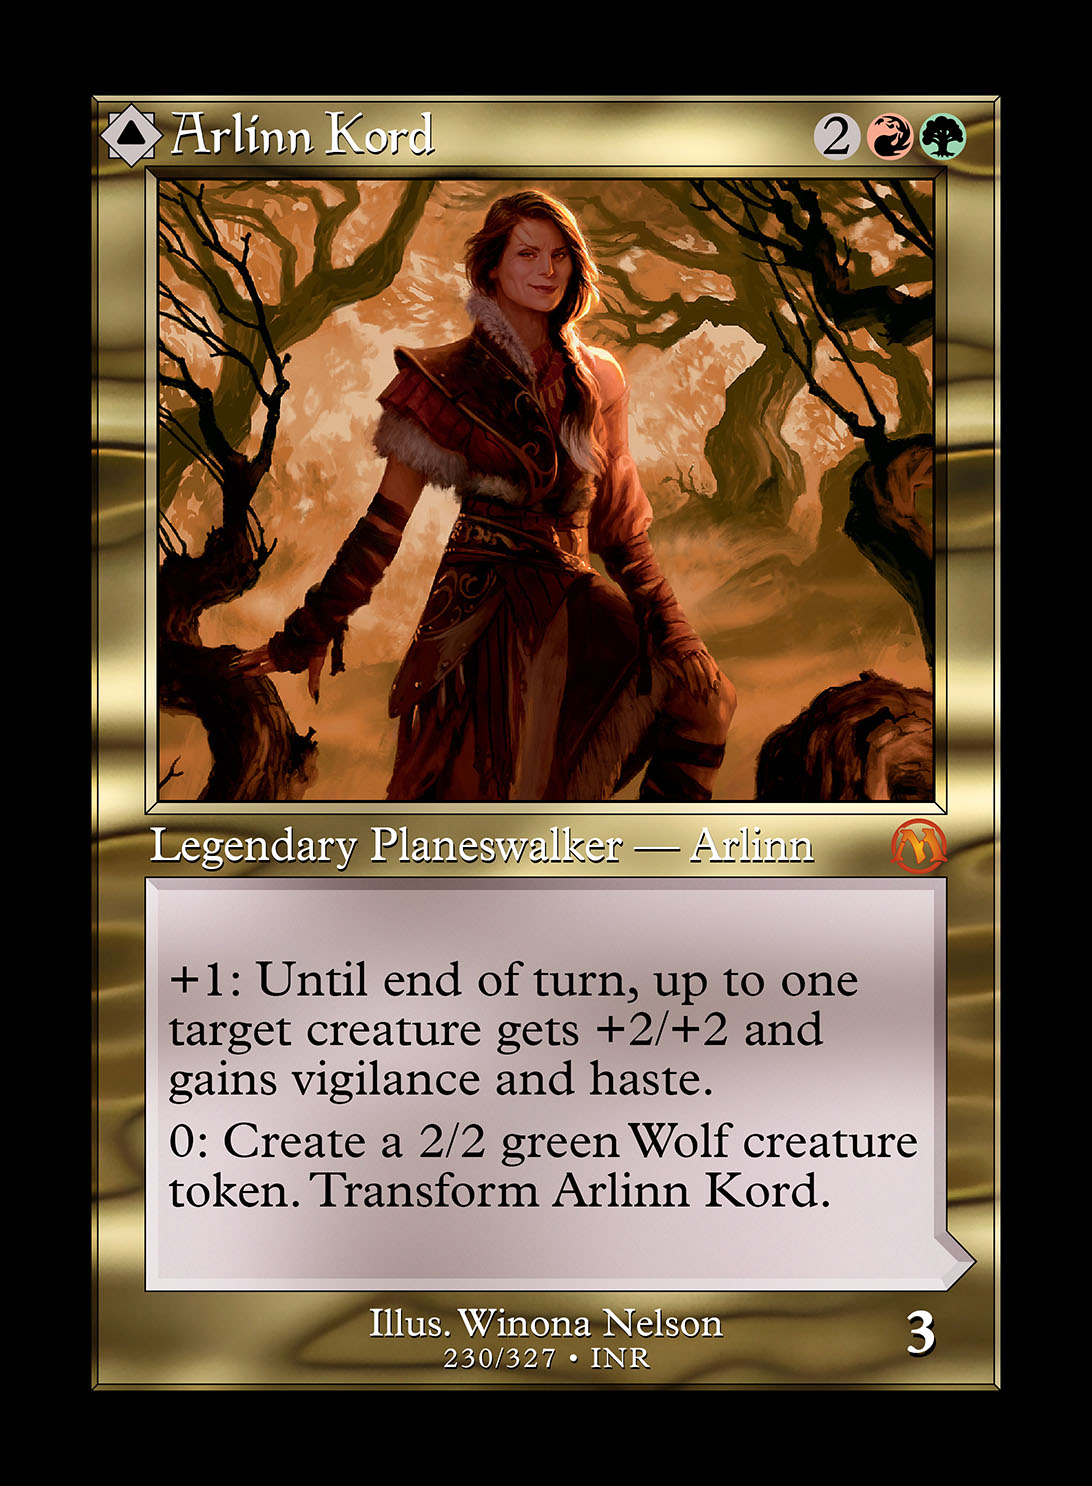 Arlinn Kord
2
Legendary Planeswalker — Arlinn
M
+1: Until end of turn, up to one
target creature gets +2/+2 and
gains vigilance and haste.
0: Create a 2/2 green Wolf creature
token. Transform Arlinn Kord.
Illus. Winona Nelson
230/327 • INR
3